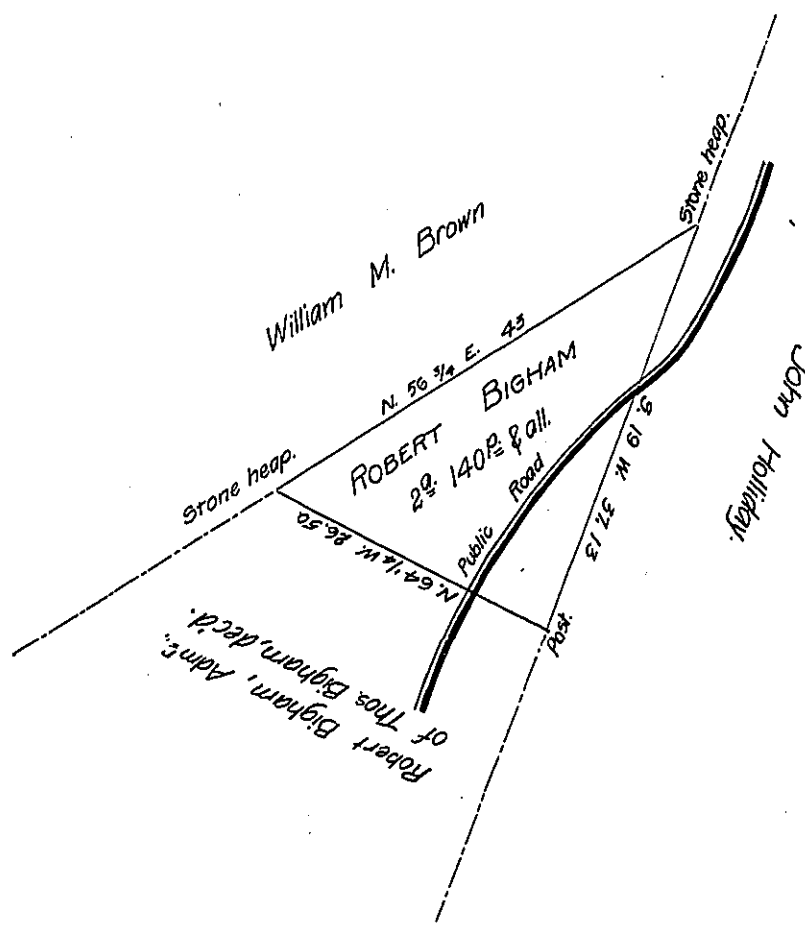 William M. Brown
Stone heap.
N. 56 3/4 E. 43
Stone heap.
ROBERT BIGHAM
2a. 140p. & all.
Public Road
S. 19 W. 37.13
John Holliday.
N. 64 1/4 W. 26.50
Post.
Robert Bigham, Admr.,
of Thos. Bigham, dec'd.